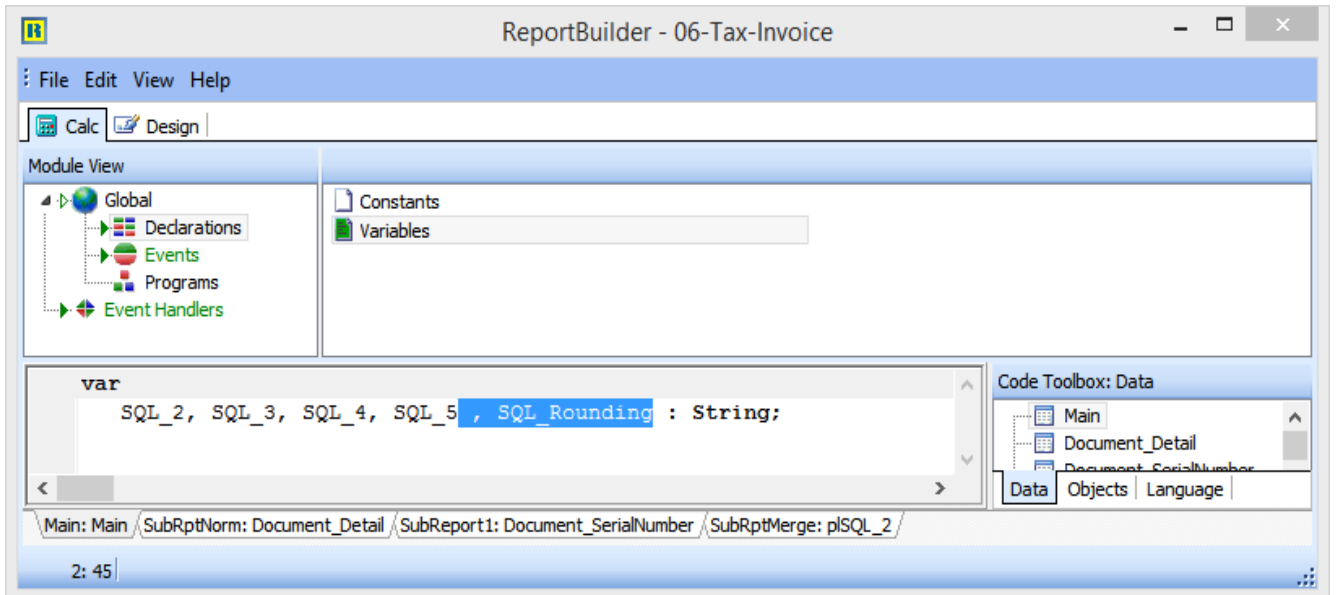 ReportBuilder - 06-Tax-Invoice
File Edit View Help
Calc Design
Module View
Global
Declarations
Events
Programs
Event Handlers
Constants
Variables
var
SQL_2, SQL_3, SQL_4, SQL_5 , SQL_Rounding : String;
Code Toolbox: Data
Main
Document_Detail
Document_SerialNumber
Data Objects Language
Main: Main SubRptNorm: Document_Detail SubReport1: Document_SerialNumber SubRptMerge: plSQL_2
2: 45